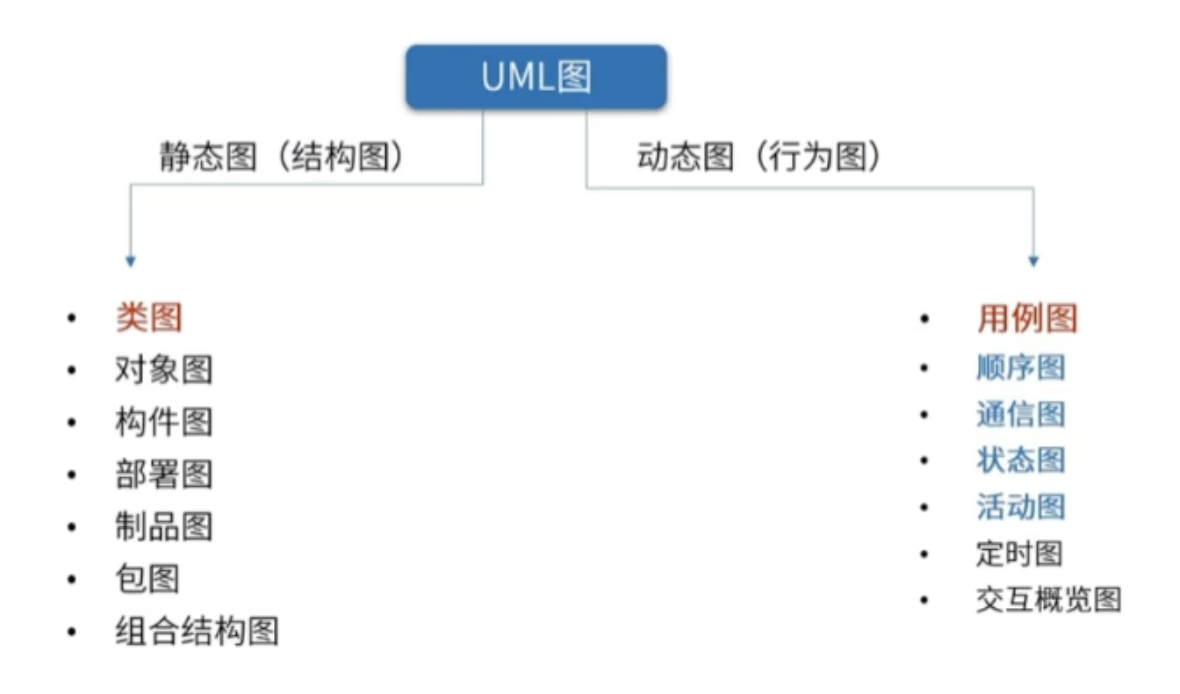 UML图
静态图（结构图）
动态图（行为图）
类图
对象图
构件图
部署图
制品图
包图
组合结构图
用例图
顺序图
通信图
状态图
活动图
定时图
交互概览图